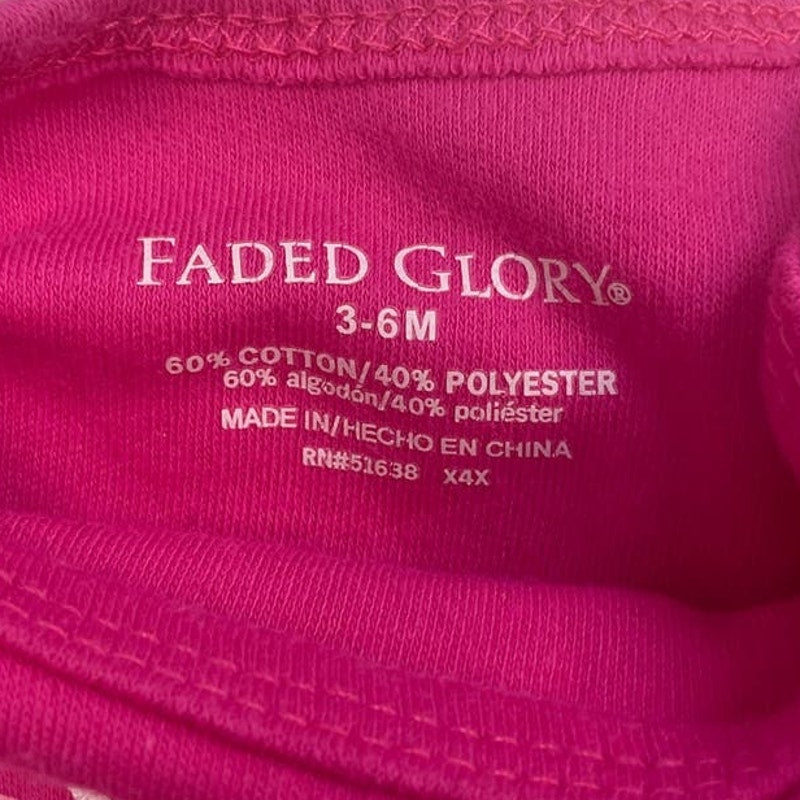 FADED GLORY®
3-6M
60% COTTON/40% POLYESTER
60% algodón/40% poliéster
MADE IN/HECHO EN CHINA
RN#51638 X4X